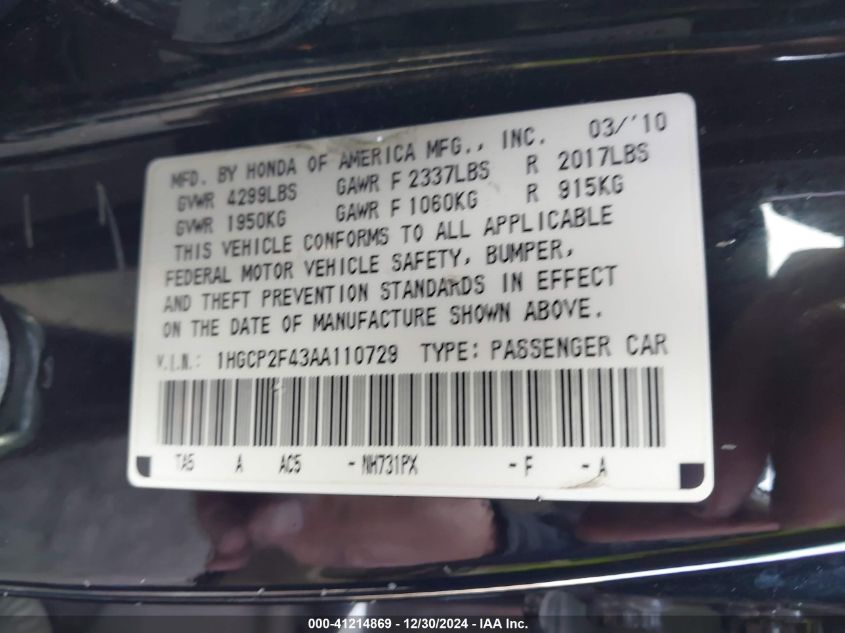 MFD. BY HONDA OF AMERICA MFG., INC. 03/'10
GVWR 4299LBS GAWR F 2337LBS R 2017LBS
GVWR 1950KG GAWR F 1060KG R 915KG
THIS VEHICLE CONFORMS TO ALL APPLICABLE
FEDERAL MOTOR VEHICLE SAFETY, BUMPER,
AND THEFT PREVENTION STANDARDS IN EFFECT
ON THE DATE OF MANUFACTURE SHOWN ABOVE.
V.I.N.: 1HGCP2F43AA110729 TYPE: PASSENGER CAR
TA5 A AC5 -NH731PX -F -A
000-41214869 - 12/30/2024 - IAA Inc.